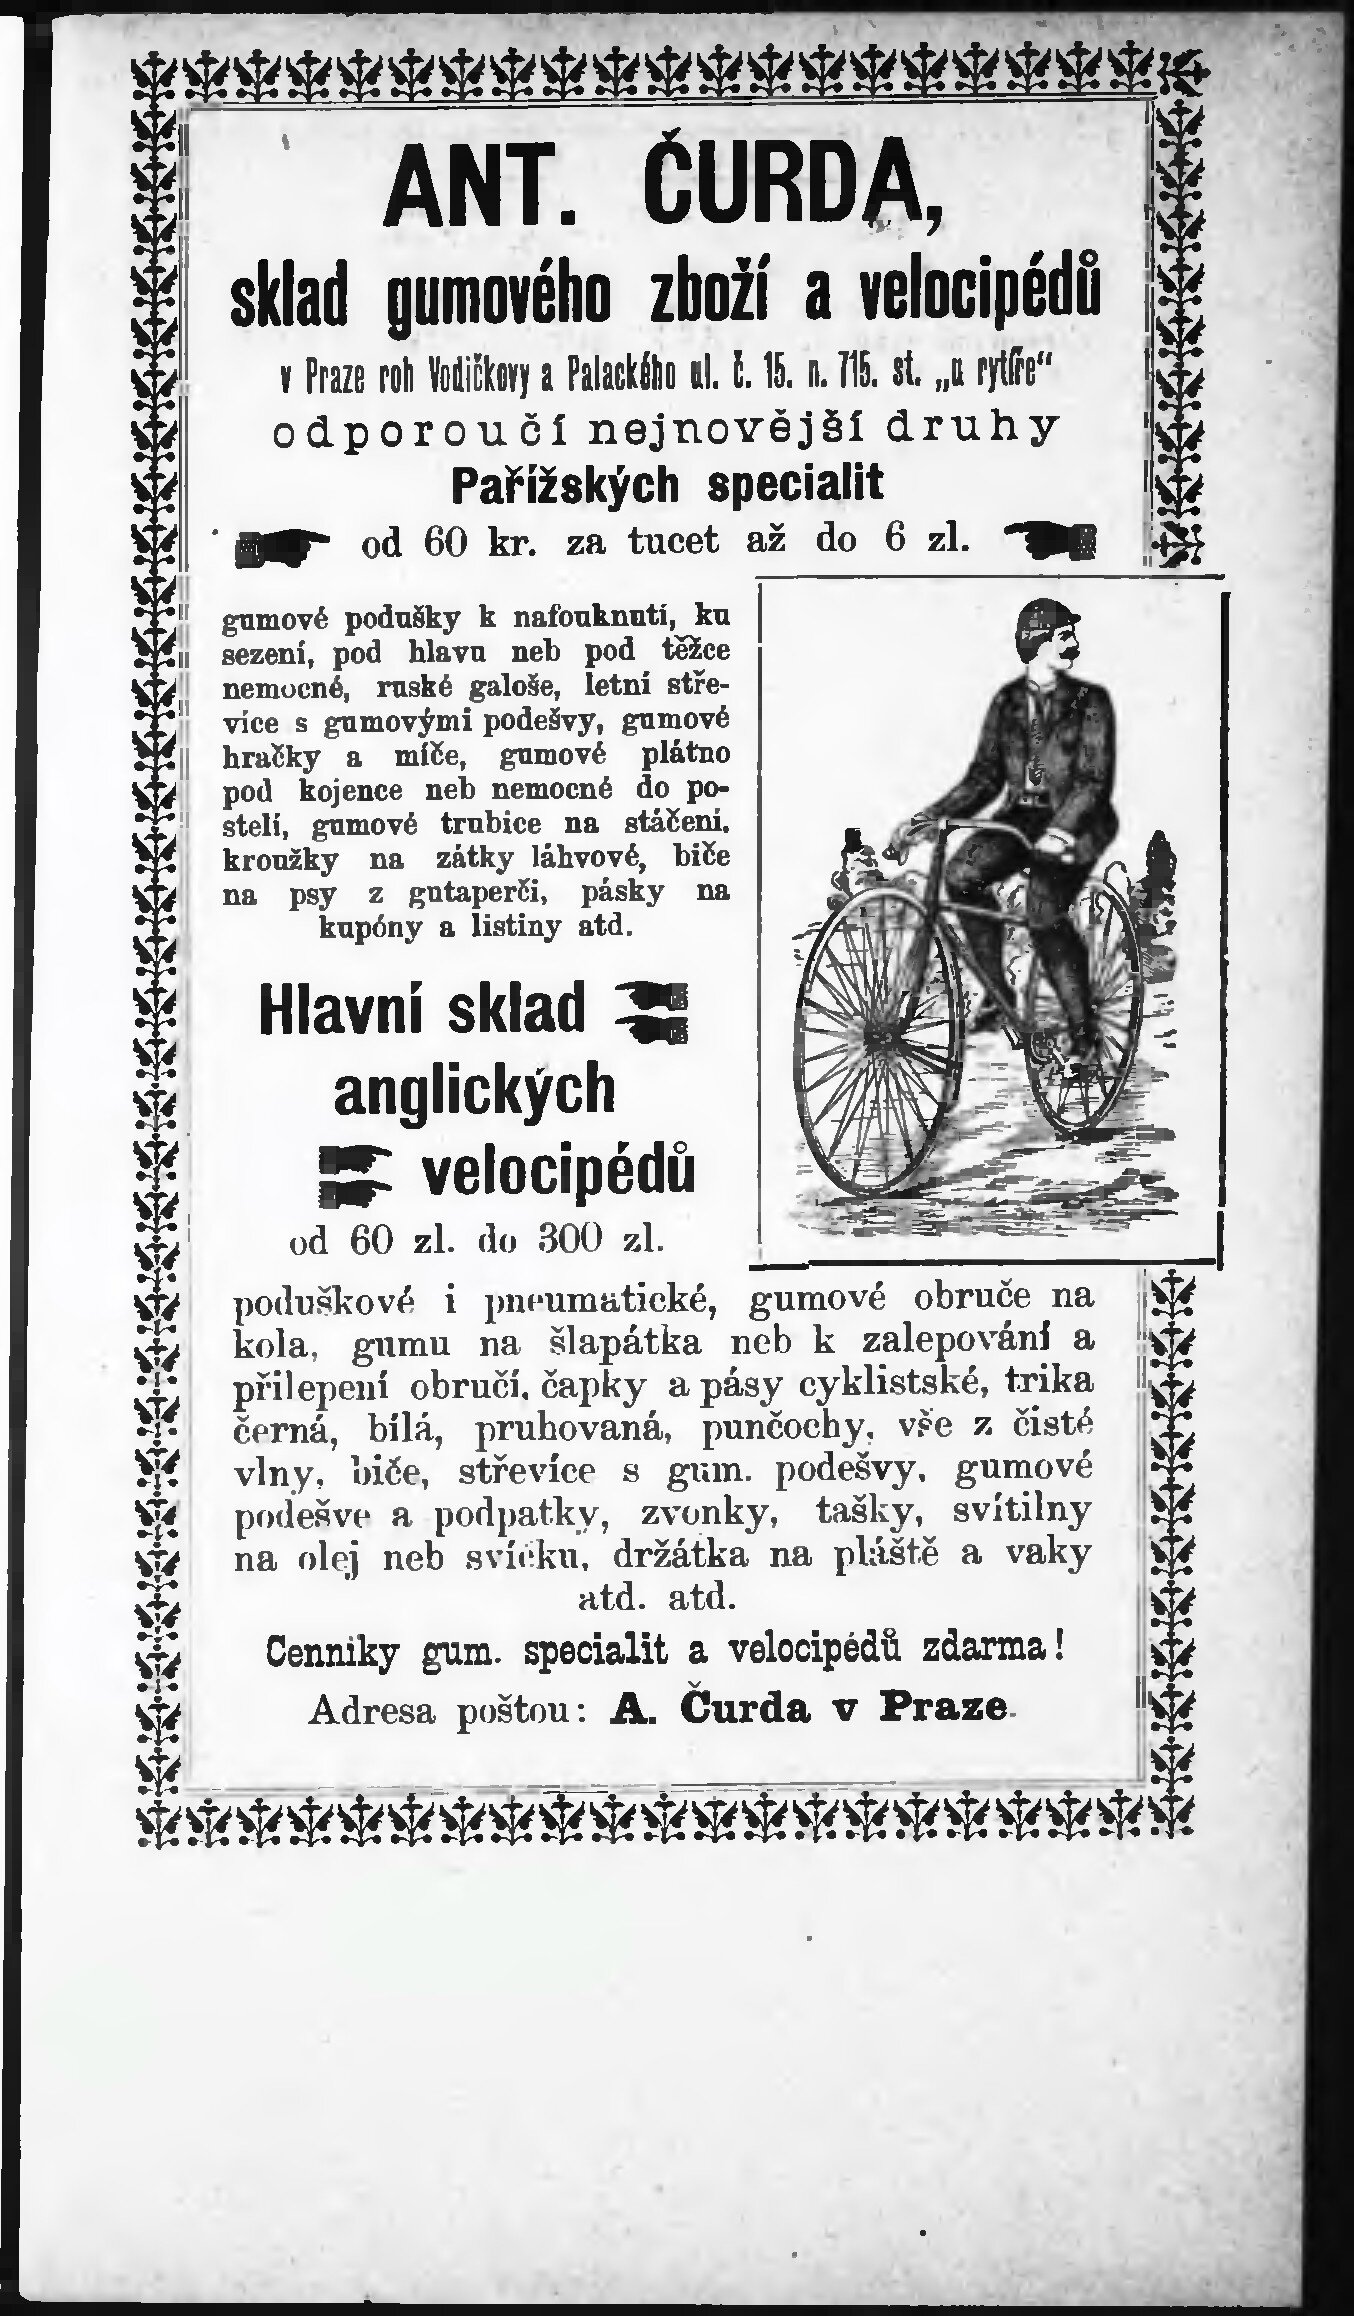 ANT. ČURDA,
sklad gumového zboží a velocipédů
v Praze roh Vodičkovy a Palackého ul. č. 15. n. 715. st. „u rytíře“
odporoučí nejnovější druhy
Pařížských specialit
od 60 kr. za tucet až do 6 zl.
gumové podušky k nafouknutí, ku
sezení, pod hlavu neb pod těžce
nemocné, ruské galoše, letní stře-
více s gumovými podešvy, gumové
hračky a míče, gumové plátno
pod kojence neb nemocné do po-
stelí, gumové trubice na stáčení,
kroužky na zátky láhvové, biče
na psy z gutaperči, pásky na
kupóny a listiny atd.
Hlavní sklad
anglických
velocipédů
od 60 zl. do 300 zl.
poduškové i pneumatické, gumové obruče na
kola, gumu na šlapátka neb k zalepování a
přilepení obručí, čapky a pásy cyklistské, trika
černá, bílá, pruhovaná, punčochy, vše z čisté
vlny, biče, střevíce s gum. podešvy, gumové
podešve a podpatky, zvonky, tašky, svítilny
na olej neb svíčku, držátka na pláště a vaky
atd. atd.
Cenníky gum. specialit a velocipédů zdarma!
Adresa poštou: A. Čurda v Praze.